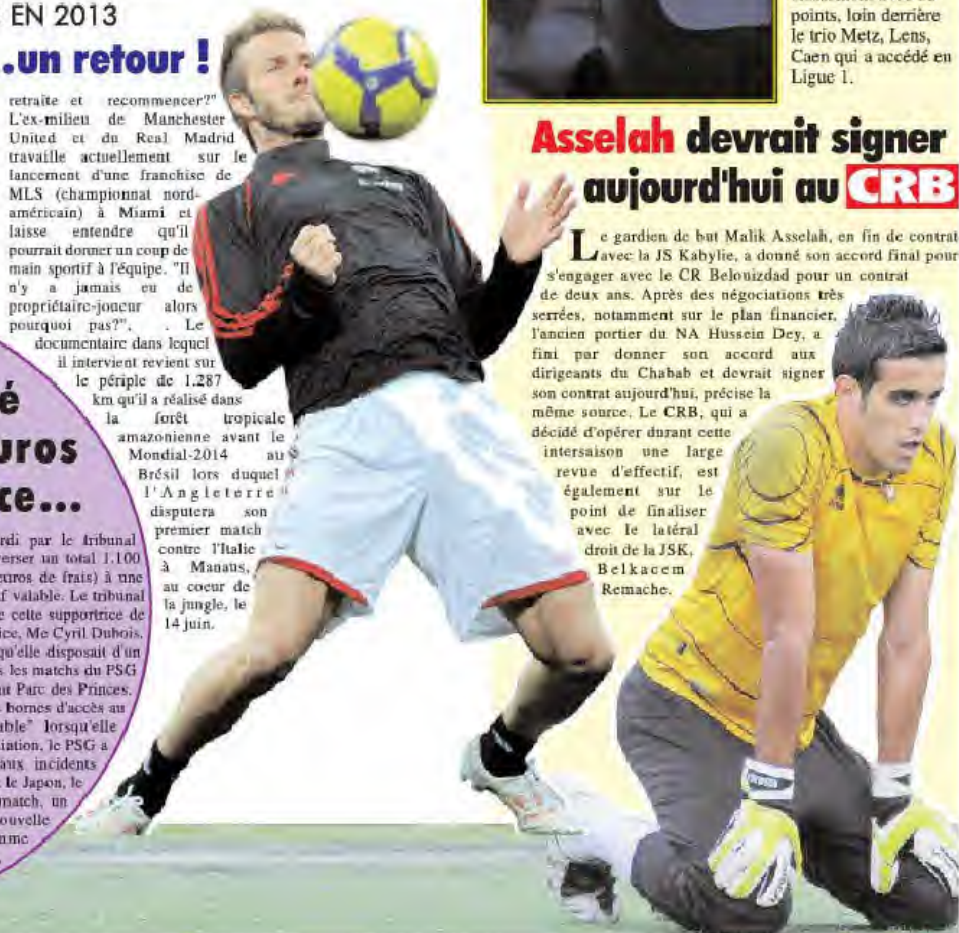 EN 2013
..un retour !
retraite et recommencer?"
L'ex-milieu de Manchester
United et du Real Madrid
travaille actuellement sur le
lancement d'une franchise de
MLS (championnat nord-
américain) à Miami et
laisse entendre qu'il
pourrait donner un coup de
main sportif à l'équipe. "Il
n'y a jamais eu de
propriétaire-joueur alors
pourquoi pas?", . Le
documentaire dans lequel
il intervient revient sur
le périple de 1.287
km qu'il a réalisé dans
la forêt tropicale
amazonienne avant le
Mondial-2014 au
Brésil lors duquel
l'Angleterre
disputera son
premier match
contre l'Italie
à Manaus,
au coeur de
la jungle, le
14 juin.
é
uros
ce...
rdi par le tribunal
verser un total 1.100
euros de frais) à une
if valable. Le tribunal
e cette supportrice de
ice, Me Cyril Dubois.
qu'elle disposait d'un
s les matchs du PSG
nt Parc des Princes.
s bornes d'accès au
able" lorsqu'elle
iation, le PSG a
aux incidents
t le Japon, le
match, un
ouvelle
mme
points, loin derrière
le trio Metz, Lens,
Caen qui a accédé en
Ligue 1.
Asselah devrait signer
aujourd'hui au CRB
Le gardien de but Malik Asselah, en fin de contrat
avec la JS Kabylie, a donné son accord final pour
s'engager avec le CR Belouizdad pour un contrat
de deux ans. Après des négociations très
serrées, notamment sur le plan financier,
l'ancien portier du NA Hussein Dey, a
fini par donner son accord aux
dirigeants du Chabab et devrait signer
son contrat aujourd'hui, précise la
même source. Le CRB, qui a
décidé d'opérer durant cette
intersaison une large
revue d'effectif, est
également sur le
point de finaliser
avec le latéral
droit de la JSK,
Belkacem
Remache.